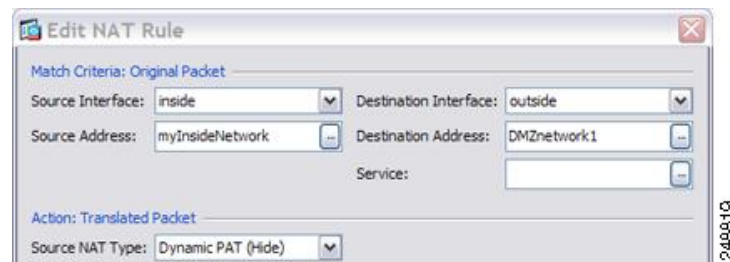 Edit NAT Rule
Match Criteria: Original Packet
Source Interface: inside Destination Interface: outside
Source Address: myInsideNetwork Destination Address: DMZnetwork1
Service:
Action: Translated Packet
Source NAT Type: Dynamic PAT (Hide)
248819